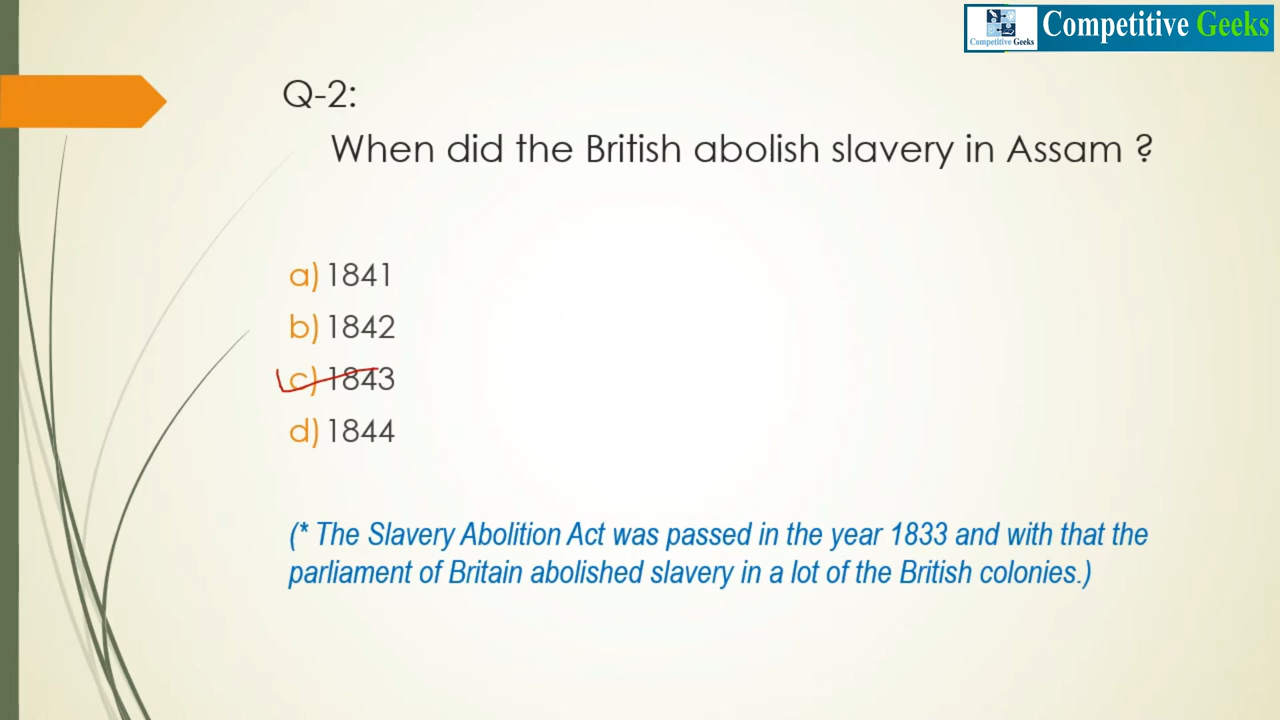 Competitive Geeks
Competitive Geeks
Q-2:
When did the British abolish slavery in Assam ?
a) 1841
b) 1842
c) 1843
d) 1844
(* The Slavery Abolition Act was passed in the year 1833 and with that the
parliament of Britain abolished slavery in a lot of the British colonies.)